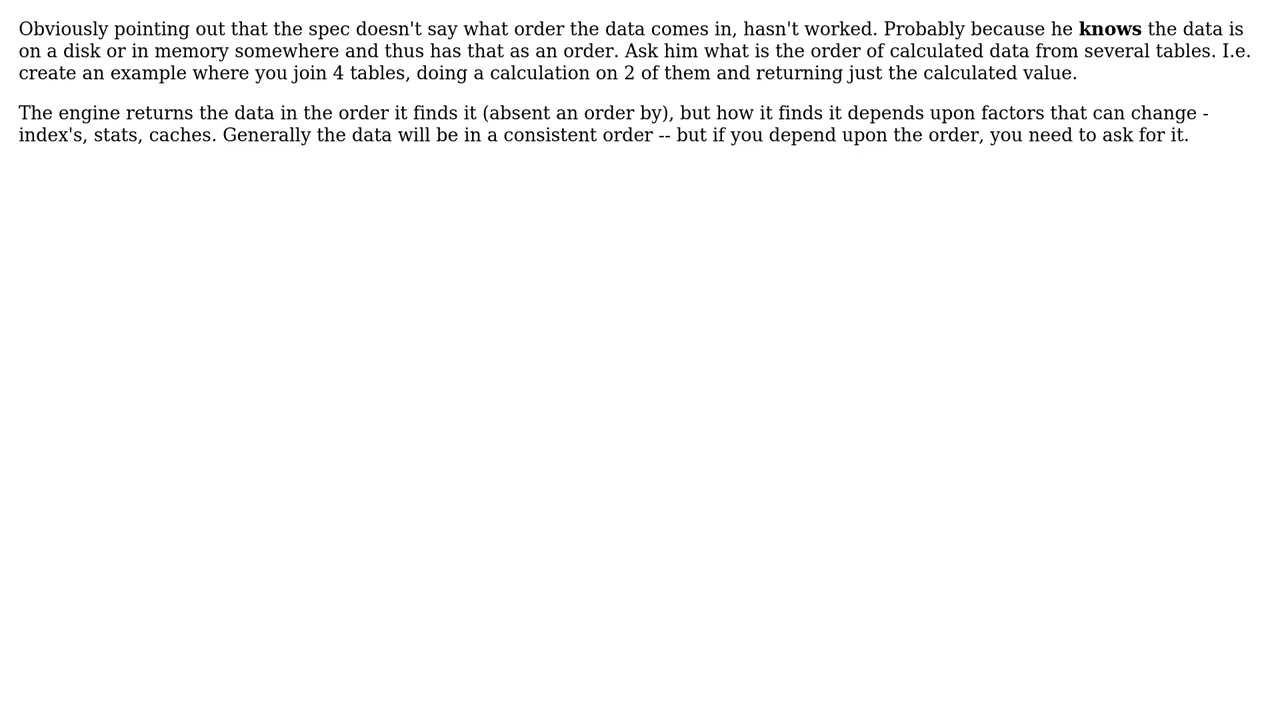 Obviously pointing out that the spec doesn't say what order the data comes in, hasn't worked. Probably because he knows the data is
on a disk or in memory somewhere and thus has that as an order. Ask him what is the order of calculated data from several tables. I.e.
create an example where you join 4 tables, doing a calculation on 2 of them and returning just the calculated value.
The engine returns the data in the order it finds it (absent an order by), but how it finds it depends upon factors that can change -
index's, stats, caches. Generally the data will be in a consistent order -- but if you depend upon the order, you need to ask for it.